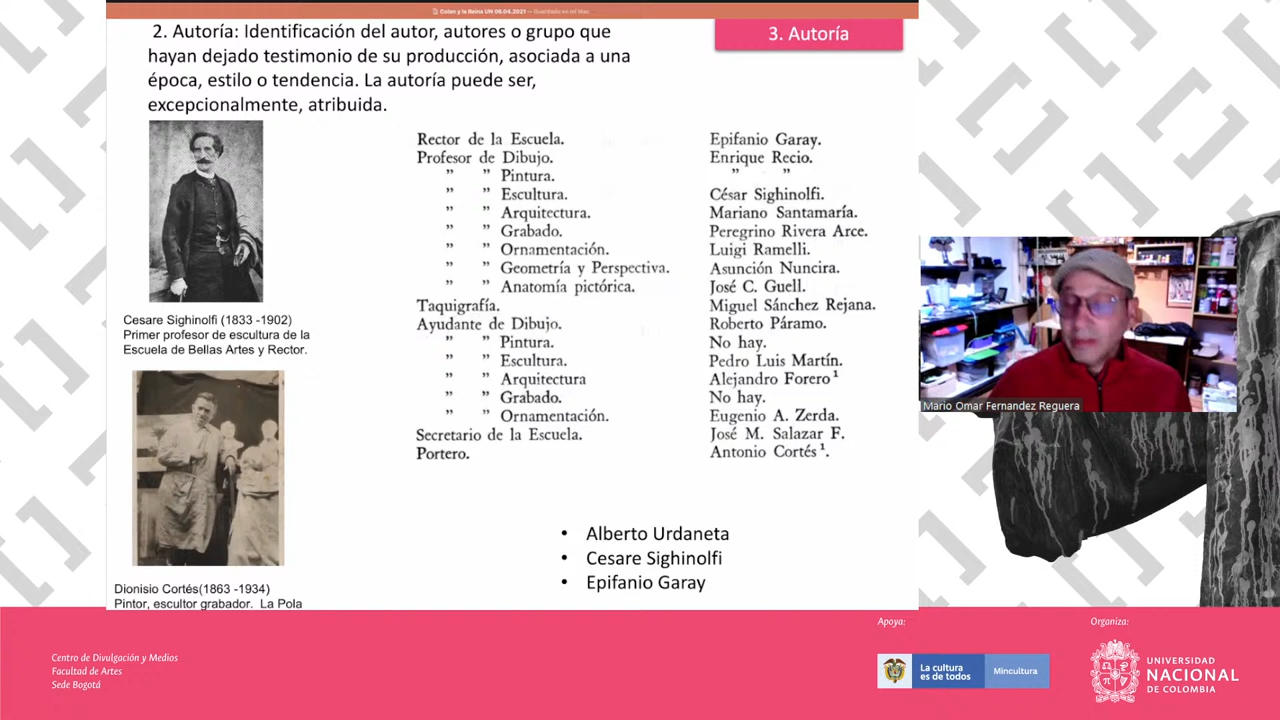 Colon y la Reina UN 06.04.2021 — Guardado en mi Mac
2. Autoría: Identificación del autor, autores o grupo que
hayan dejado testimonio de su producción, asociada a una
época, estilo o tendencia. La autoría puede ser,
excepcionalmente, atribuida.
3. Autoría
Rector de la Escuela. Epifanio Garay.
Profesor de Dibujo. Enrique Recio.
” ” Pintura. ” ”
” ” Escultura. César Sighinolfi.
” ” Arquitectura. Mariano Santamaría.
” ” Grabado. Peregrino Rivera Arce.
” ” Ornamentación. Luigi Ramelli.
” ” Geometría y Perspectiva. Asunción Nuncira.
” ” Anatomía pictórica. José C. Guell.
Taquigrafía. Miguel Sánchez Rejana.
Ayudante de Dibujo. Roberto Páramo.
” ” Pintura. No hay.
” ” Escultura. Pedro Luis Martín.
” ” Arquitectura Alejandro Forero¹
” ” Grabado. No hay.
” ” Ornamentación. Eugenio A. Zerda.
Secretario de la Escuela. José M. Salazar F.
Portero. Antonio Cortés¹.
Cesare Sighinolfi (1833 -1902)
Primer profesor de escultura de la
Escuela de Bellas Artes y Rector.
Dionisio Cortés(1863 -1934)
Pintor, escultor grabador. La Pola
• Alberto Urdaneta
• Cesare Sighinolfi
• Epifanio Garay
Mario Omar Fernandez Reguera
Centro de Divulgación y Medios
Facultad de Artes
Sede Bogotá
Apoya:
La cultura
es de todos
Mincultura
Organiza:
UNIVERSIDAD
NACIONAL
DE COLOMBIA